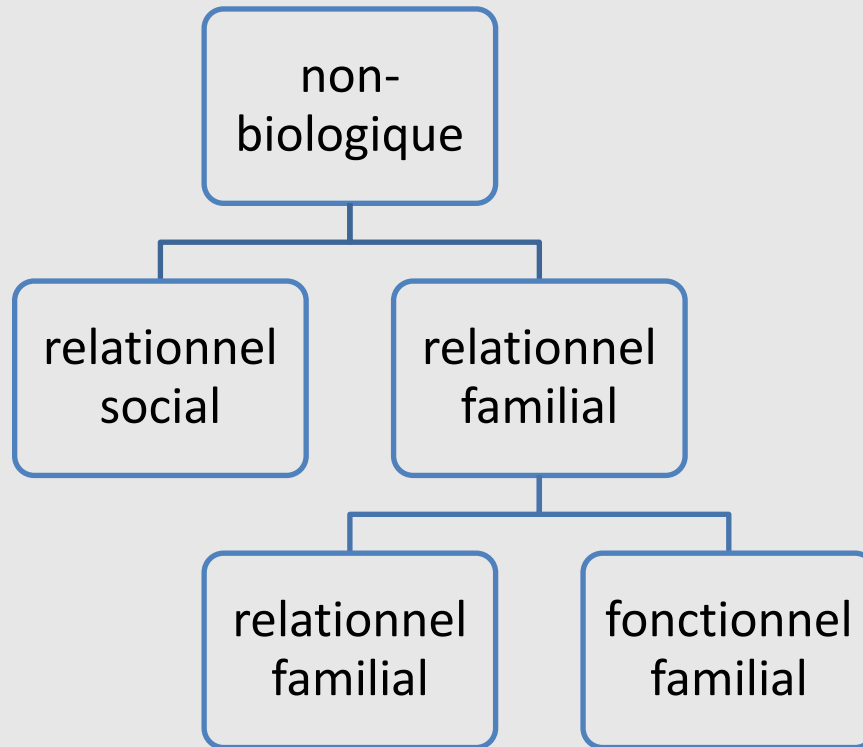 non-
biologique
relationnel
social
relationnel
familial
relationnel
familial
fonctionnel
familial